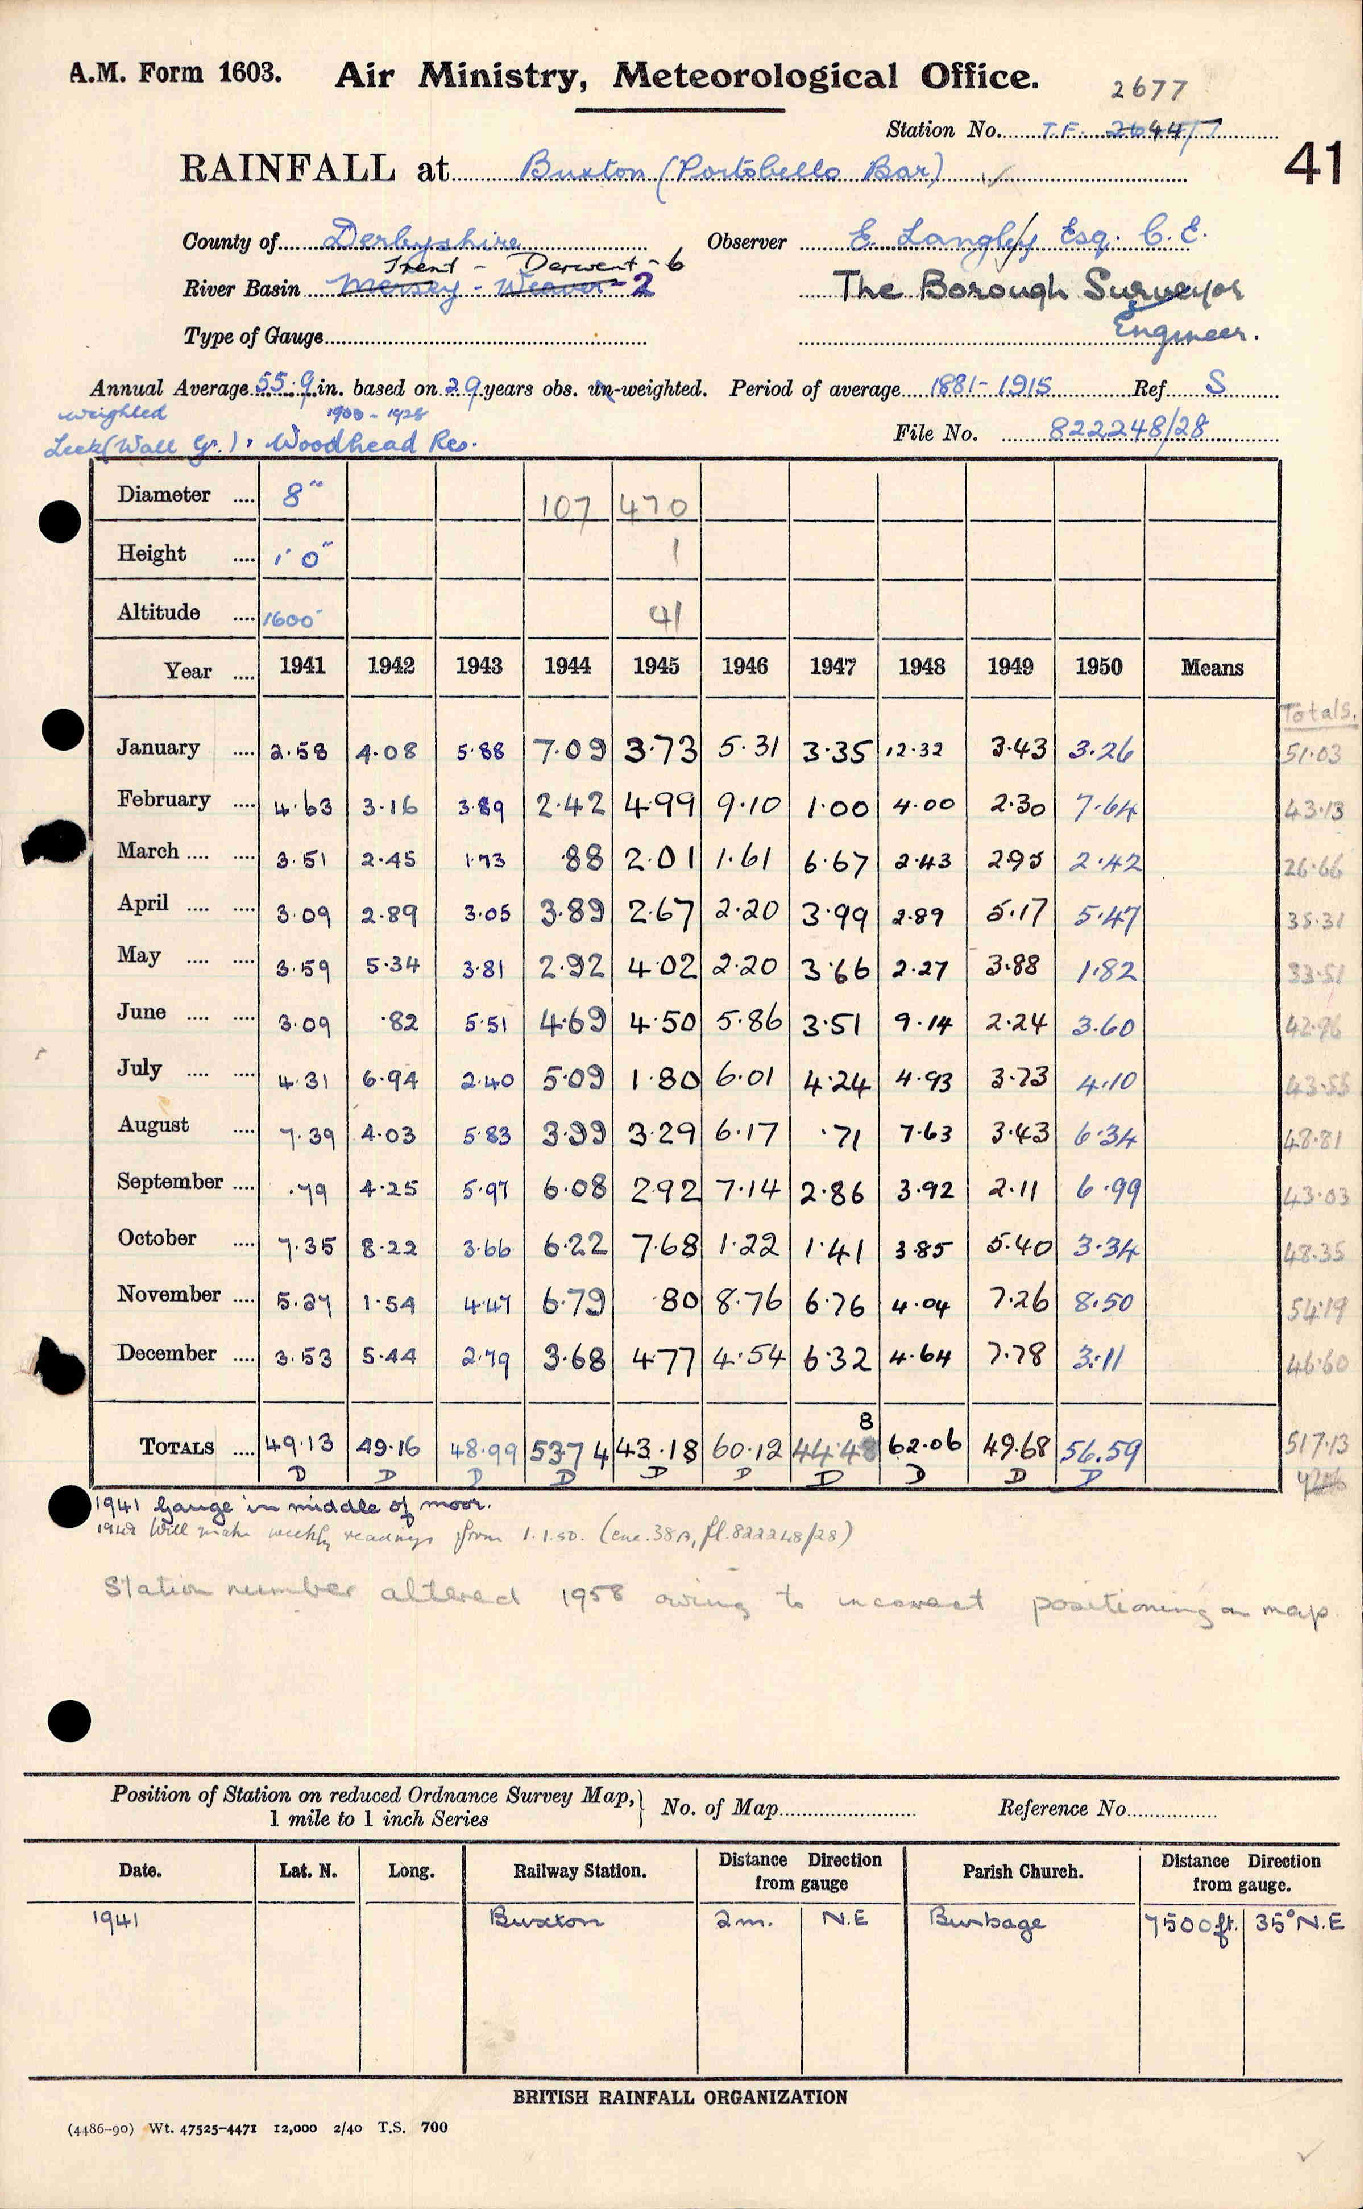 A.M. Form 1603. Air Ministry, Meteorological Office.
2677
Station No. T.F. 26447
41
RAINFALL at Buxton (Portobello Bar)
County of Derbyshire Observer E. Langley Esq. C.E.
Trent - Derwent - 6
River Basin Mersey - Weaver - 2 The Borough Surveyor
Type of Gauge Engineer.
Annual Average 55.9 in. based on 29 years obs. un-weighted. Period of average 1881-1915 Ref S
weighted 1900-1928
Leek (Wall Gr.): Woodhead Res. File No. 822248/28
Diameter 8" 107 470
Height 1' 0" 1
Altitude 1600' 41
Year 1941 1942 1943 1944 1945 1946 1947 1948 1949 1950 Means
Totals.
January 2.58 4.08 5.88 7.09 3.73 5.31 3.35 12.32 3.43 3.26 51.03
February 4.63 3.16 3.89 2.42 4.99 9.10 1.00 4.00 2.30 7.64 43.13
March 3.51 2.45 1.73 .88 2.01 1.61 6.67 2.43 2.95 2.42 26.66
April 3.09 2.89 3.05 3.89 2.67 2.20 3.99 2.89 5.17 5.47 35.31
May 3.59 5.34 3.81 2.92 4.02 2.20 3.66 2.27 3.88 1.82 33.51
June 3.09 .82 5.51 4.69 4.50 5.86 3.51 9.14 2.24 3.60 42.96
July 4.31 6.94 2.40 5.09 1.80 6.01 4.24 4.93 3.73 4.10 43.55
August 7.39 4.03 5.83 3.99 3.29 6.17 .71 7.63 3.43 6.34 48.81
September .79 4.25 5.97 6.08 2.92 7.14 2.86 3.92 2.11 6.99 43.03
October 7.35 8.22 3.66 6.22 7.68 1.22 1.41 3.85 5.40 3.34 48.35
November 5.27 1.54 4.47 6.79 .80 8.76 6.76 4.04 7.26 8.50 54.19
December 3.53 5.44 2.79 3.68 4.77 4.54 6.32 4.64 7.78 3.11 46.60
8
TOTALS 49.13 49.16 48.99 53.74 43.18 60.12 44.48 62.06 49.68 56.59 517.13
D D D D D D D D D D
1941 Gauge in middle of moor.
Will make weekly readings from 1.1.50. (enc. 38A, fl. 822248/28)
Station number altered 1958 owing to incorrect positioning on map
Position of Station on reduced Ordnance Survey Map, 1 mile to 1 inch Series } No. of Map Reference No.
Date. Lat. N. Long. Railway Station. Distance Direction from gauge Parish Church. Distance Direction from gauge.
1941 Buxton 2m. N.E Burbage 7500ft. 35° N.E
BRITISH RAINFALL ORGANIZATION
(4486-90) Wt. 47525-4471 12,000 2/40 T.S. 700